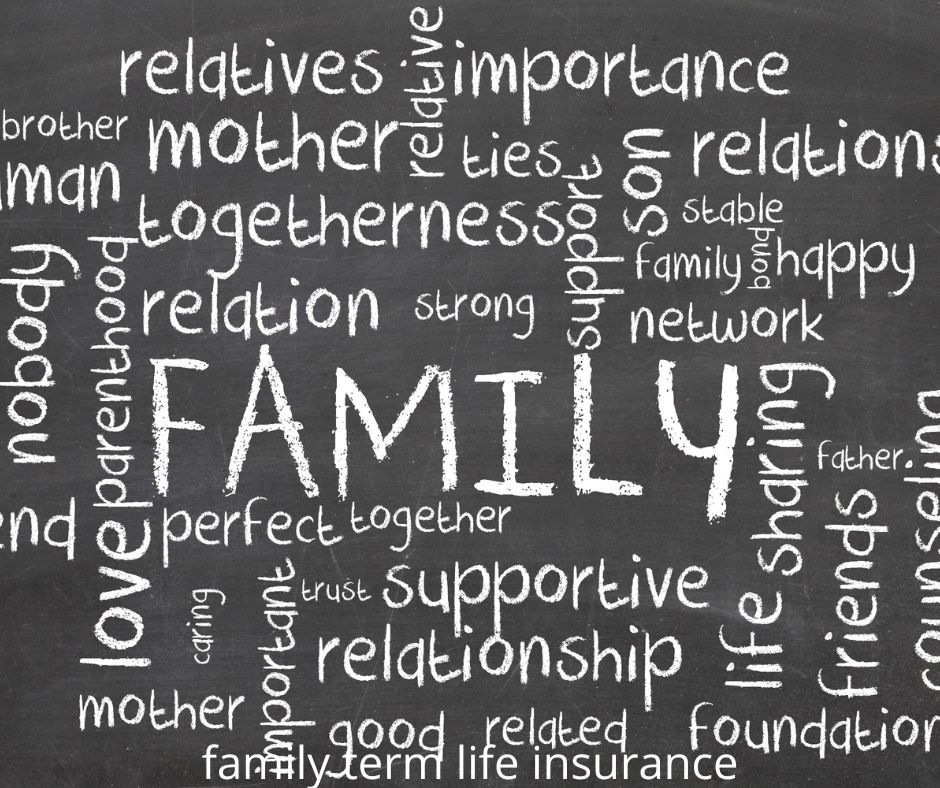 relative
relatives
importance
brother
mother
ties
son
relations
man
togetherness
support
stable
family
bond
happy
nobody
parenthood
relation
strong
network
FAMILY
sharing
father
counseling
end
love
perfect
together
friends
caring
important
trust
supportive
life
relationship
mother
good
related
foundation
family term life insurance